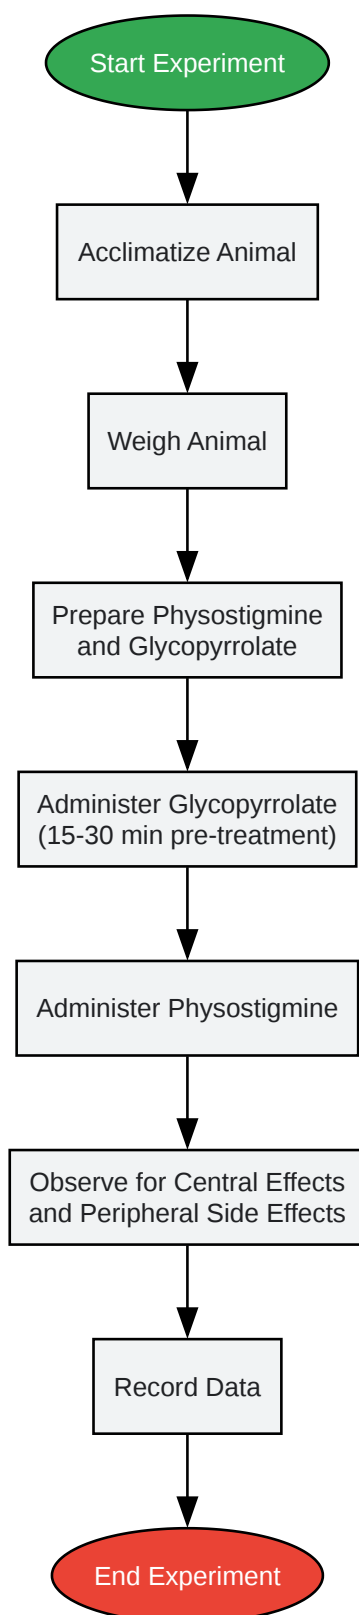 Start Experiment
Acclimatize Animal
Weigh Animal
Prepare Physostigmine
and Glycopyrrolate
Administer Glycopyrrolate
(15-30 min pre-treatment)
Administer Physostigmine
Observe for Central Effects
and Peripheral Side Effects
Record Data
End Experiment